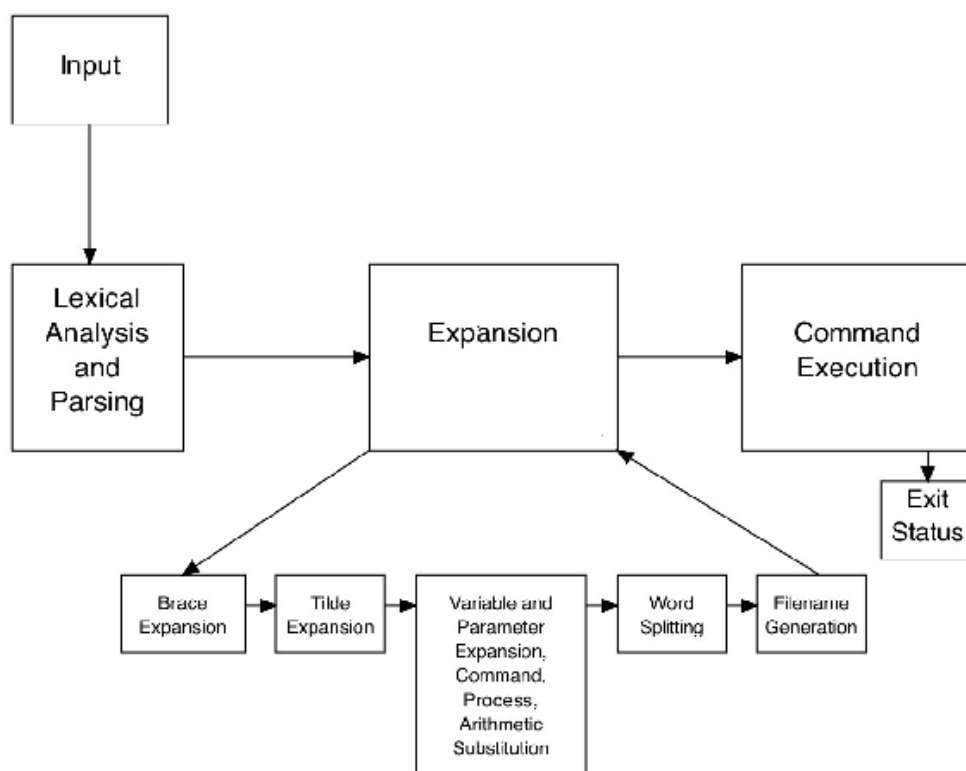 Input
Lexical
Analysis
and
Parsing
Expansion
Command
Execution
Exit
Status
Brace
Expansion
Tilde
Expansion
Variable and
Parameter
Expansion,
Command,
Process,
Arithmetic
Substitution
Word
Splitting
Filename
Generation